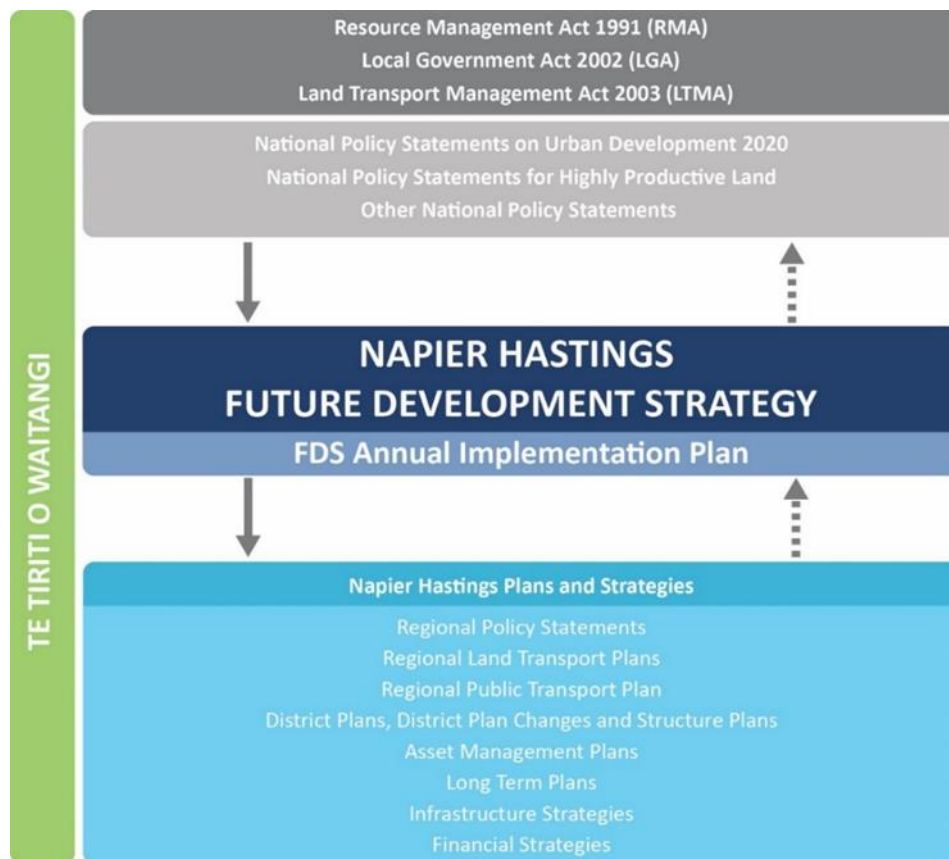 TE TIRITI O WAITANGI
Resource Management Act 1991 (RMA)
Local Government Act 2002 (LGA)
Land Transport Management Act 2003 (LTMA)
National Policy Statements on Urban Development 2020
National Policy Statements for Highly Productive Land
Other National Policy Statements
NAPIER HASTINGS
FUTURE DEVELOPMENT STRATEGY
FDS Annual Implementation Plan
Napier Hastings Plans and Strategies
Regional Policy Statements
Regional Land Transport Plans
Regional Public Transport Plan
District Plans, District Plan Changes and Structure Plans
Asset Management Plans
Long Term Plans
Infrastructure Strategies
Financial Strategies